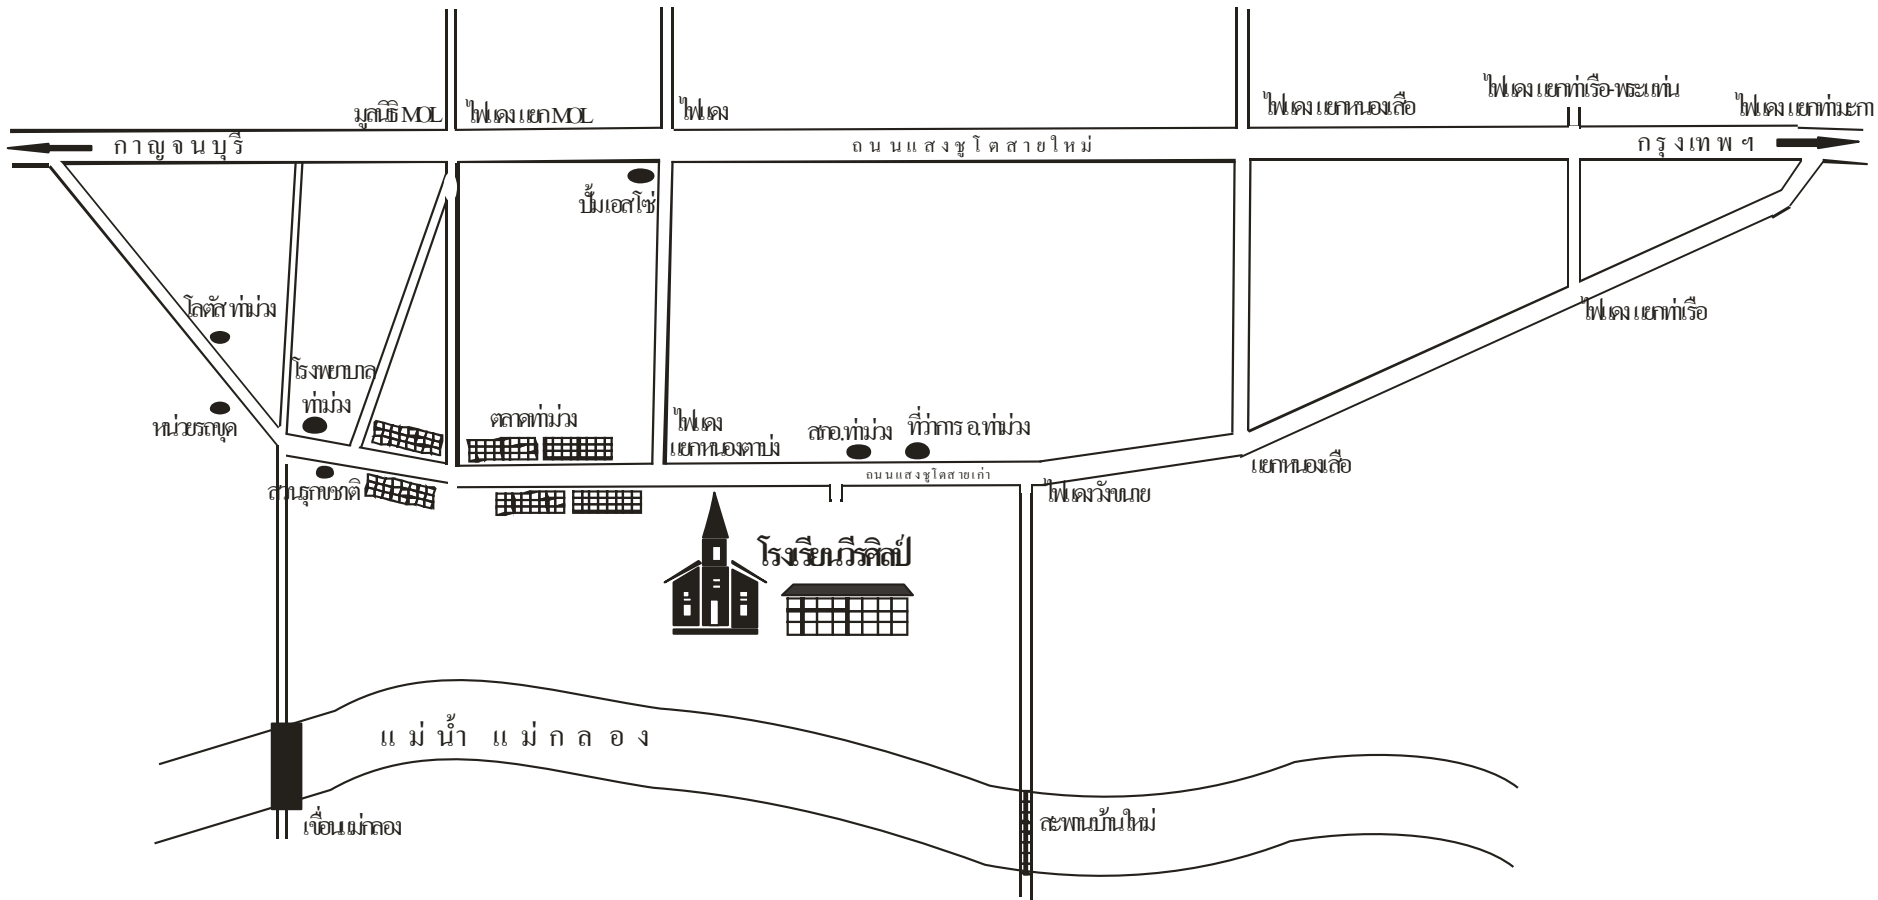 ไฟแดง แยกท่าเรือ-พระแท่น
มูลนิธิ MOL
ไฟแดง แยก MOL
ไฟแดง
ไฟแดง แยกหนองเสือ
ไฟแดง แยกท่ามะกา
กาญจนบุรี
ถนนแสงชูโตสายใหม่
กรุงเทพฯ
ปั๊มเอสโซ่
โลตัส ท่าม่วง
ไฟแดง แยกท่าเรือ
โรงพยาบาล
ท่าม่วง
หน่วยรถขุด
ตลาดท่าม่วง
ไฟแดง
แยกหนองตาบ่ง
สภอ.ท่าม่วง
ที่ว่าการ อ.ท่าม่วง
แยกหนองเสือ
ถนนแสงชูโตสายเก่า
สวนรุกขชาติ
ไฟแดงวังขนาย
โรงเรียนวีรศิลป์
แม่น้ำ แม่กลอง
เขื่อนแม่กลอง
สะพานบ้านใหม่